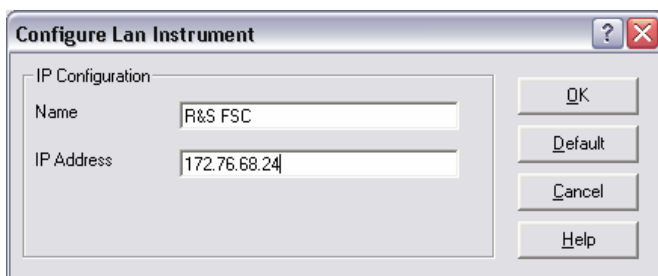 Configure Lan Instrument
IP Configuration
Name
R&S FSC
IP Address
172.76.68.24
OK
Default
Cancel
Help